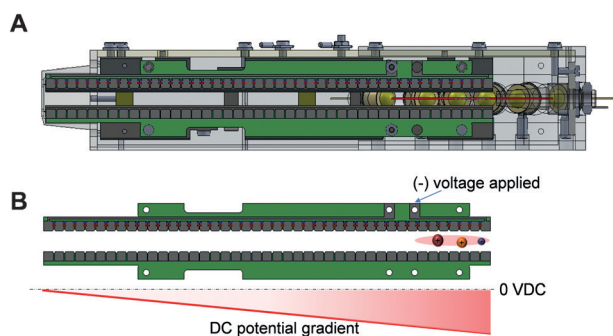 A
(-) voltage applied
B
0 VDC
DC potential gradient